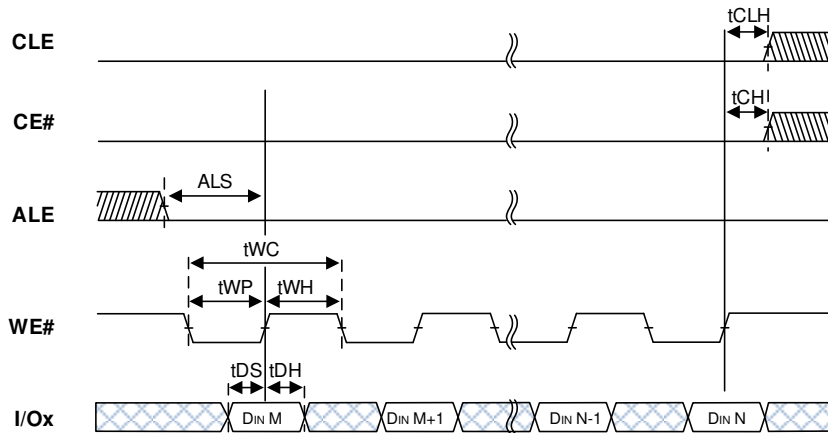 tCLH
CLE
tCH
CE#
ALS
ALE
tWC
tWP tWH
WE#
tDS tDH
I/Ox DIN M DIN M+1 DIN N-1 DIN N